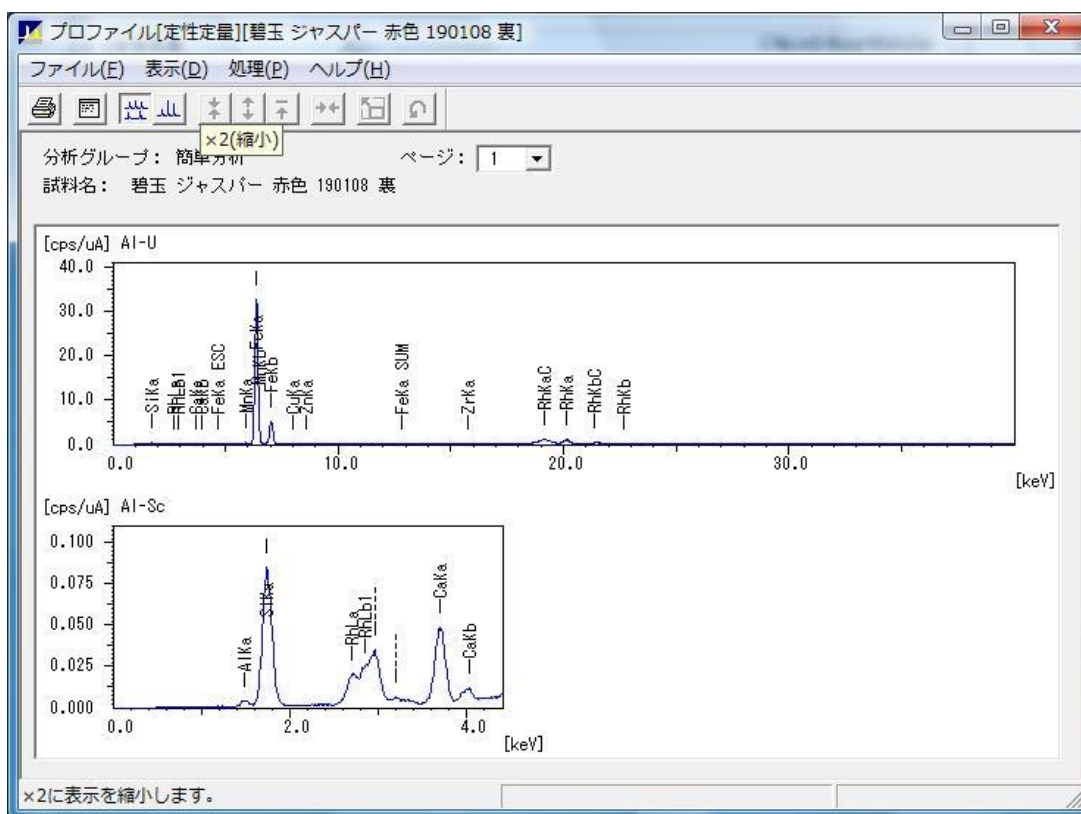 プロファイル[定性定量][碧玉 ジャスパー 赤色 190108 裏]
ファイル(F) 表示(D) 処理(P) ヘルプ(H)
×2(縮小)
分析グループ: 簡単分析 ページ: 1
試料名: 碧玉 ジャスパー 赤色 190108 裏
[cps/uA] Al-U
40.0
30.0
20.0
10.0
0.0
SiKa
RhLa
RhLb1
CaKa
CaKb
FeKa ESC
MnKa
FeKa
MnKb
FeKb
CuKa
ZnKa
FeKa SUM
ZrKa
RhKaC
RhKa
RhKbC
RhKb
0.0 10.0 20.0 30.0
[keV]
[cps/uA] Al-Sc
0.100
0.075
0.050
0.025
0.000
AlKa
SiKa
RhLa
RhLb1
CaKa
CaKb
0.0 2.0 4.0
[keV]
×2に表示を縮小します。